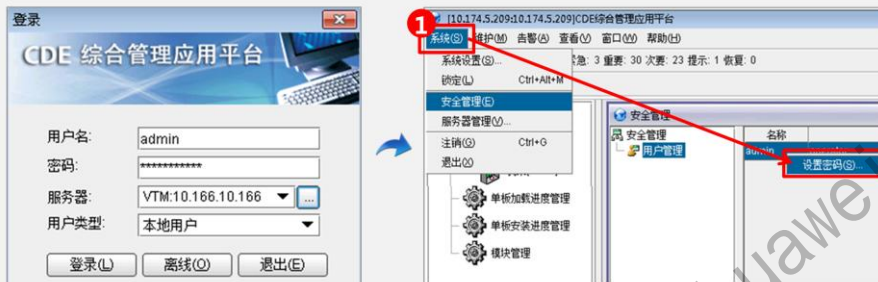 登录
CDE 综合管理应用平台
用户名:
admin
密码:
***********
服务器:
VTM:10.166.10.166
...
用户类型:
本地用户
登录(L)
离线(O)
退出(E)
1
[10.174.5.209:10.174.5.209]CDE综合管理应用平台
系统(S) 维护(M) 告警(A) 查看(V) 窗口(W) 帮助(H)
系统设置(S)...
急: 3 重要: 30 次要: 23 提示: 1 恢复: 0
锁定(L) Ctrl+Alt+M
安全管理(E)
服务器管理(V)...
注销(G) Ctrl+G
退出(X)
单板加载进度管理
单板安装进度管理
模块管理
安全管理
安全管理
用户管理
名称
admin
设置密码(S)...
uawe